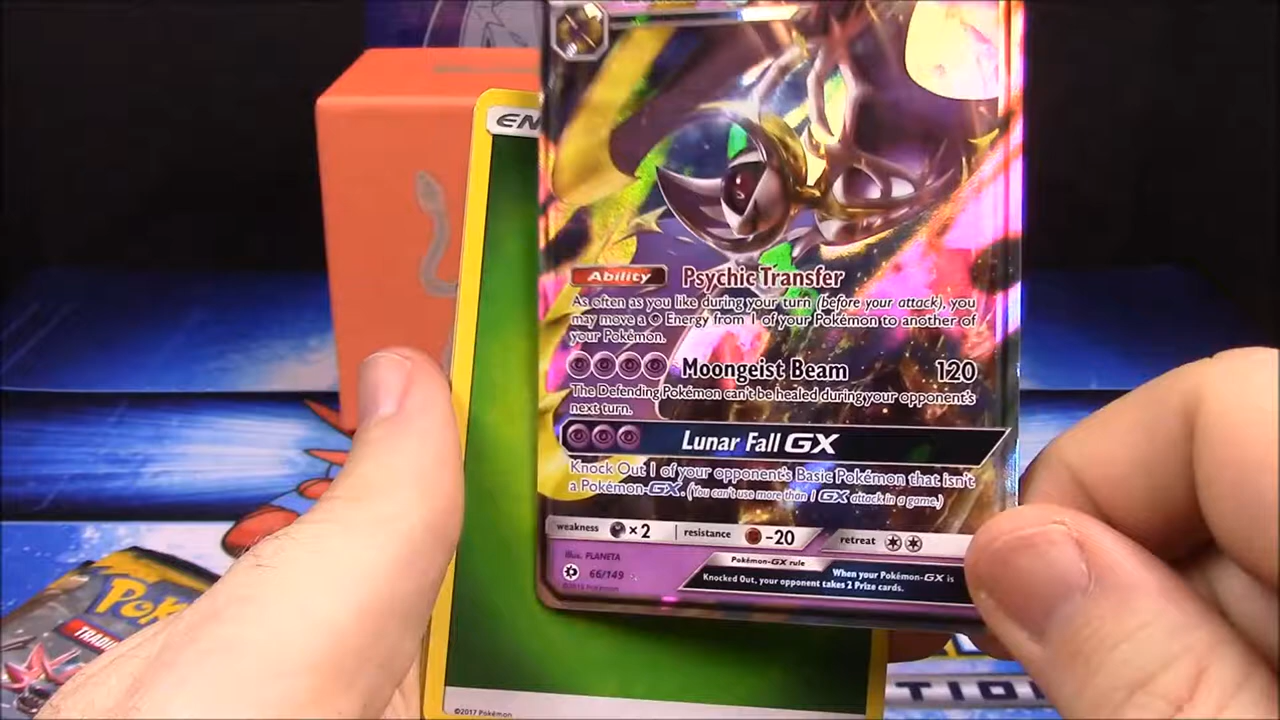 EN
Ability Psychic Transfer
As often as you like during your turn (before your attack), you
may move a Energy from 1 of your Pokémon to another of
your Pokémon.
Moongeist Beam 120
The Defending Pokémon can't be healed during your opponent's
next turn.
Lunar Fall GX
Knock Out 1 of your opponent's Basic Pokémon that isn't
a Pokémon-GX. (You can't use more than 1 GX attack in a game.)
weakness ×2 resistance -20 retreat
Illus. PLANETA
66/149
©2016 Pokémon
Pokémon-GX rule
When your Pokémon-GX is
Knocked Out, your opponent takes 2 Prize cards.
©2017 Pokémon
Pok
TRADI
TION